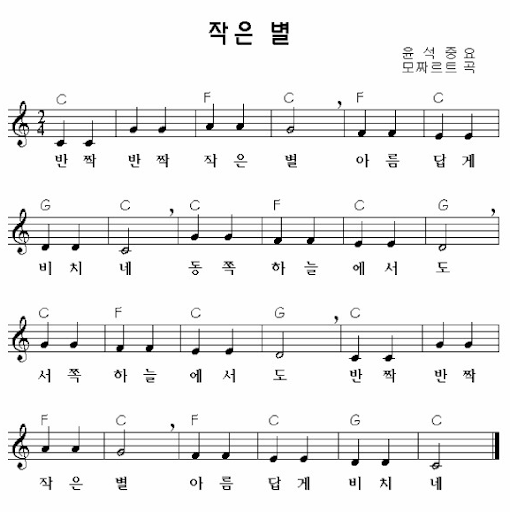 작은 별
윤 석 중 요
모짜르트 곡
C F C F C
2
4
반 짝 반 짝 작 은 별 아 름 답 게
G C C F C G
비 치 네 동 쪽 하 늘 에 서 도
C F C G C
서 쪽 하 늘 에 서 도 반 짝 반 짝
F C F C G C
작 은 별 아 름 답 게 비 치 네